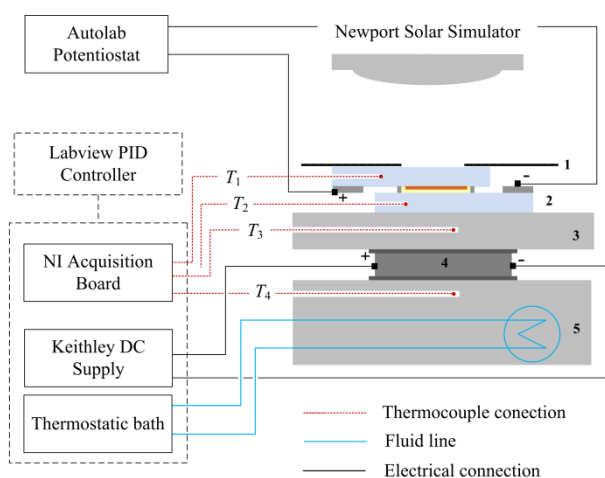 Autolab
Potentiostat
Newport Solar Simulator
Labview PID
Controller
T1
T2
T3
T4
NI Acquisition
Board
Keithley DC
Supply
Thermostatic bath
+
-
1
2
3
+
4
-
5
Thermocouple conection
Fluid line
Electrical connection